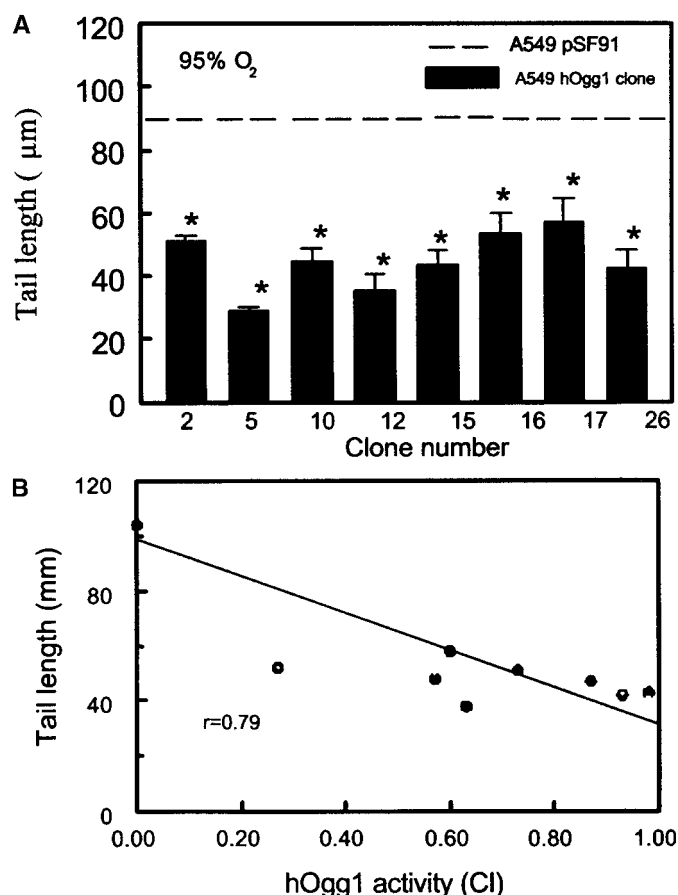 A
120
100
80
60
40
20
0
Tail length ( μm)
95% O2
A549 pSF91
A549 hOgg1 clone
* * * * * * * *
2 5 10 12 15 16 17 26
Clone number
B
120
80
40
0
Tail length (mm)
r=0.79
0.00 0.20 0.40 0.60 0.80 1.00
hOgg1 activity (CI)